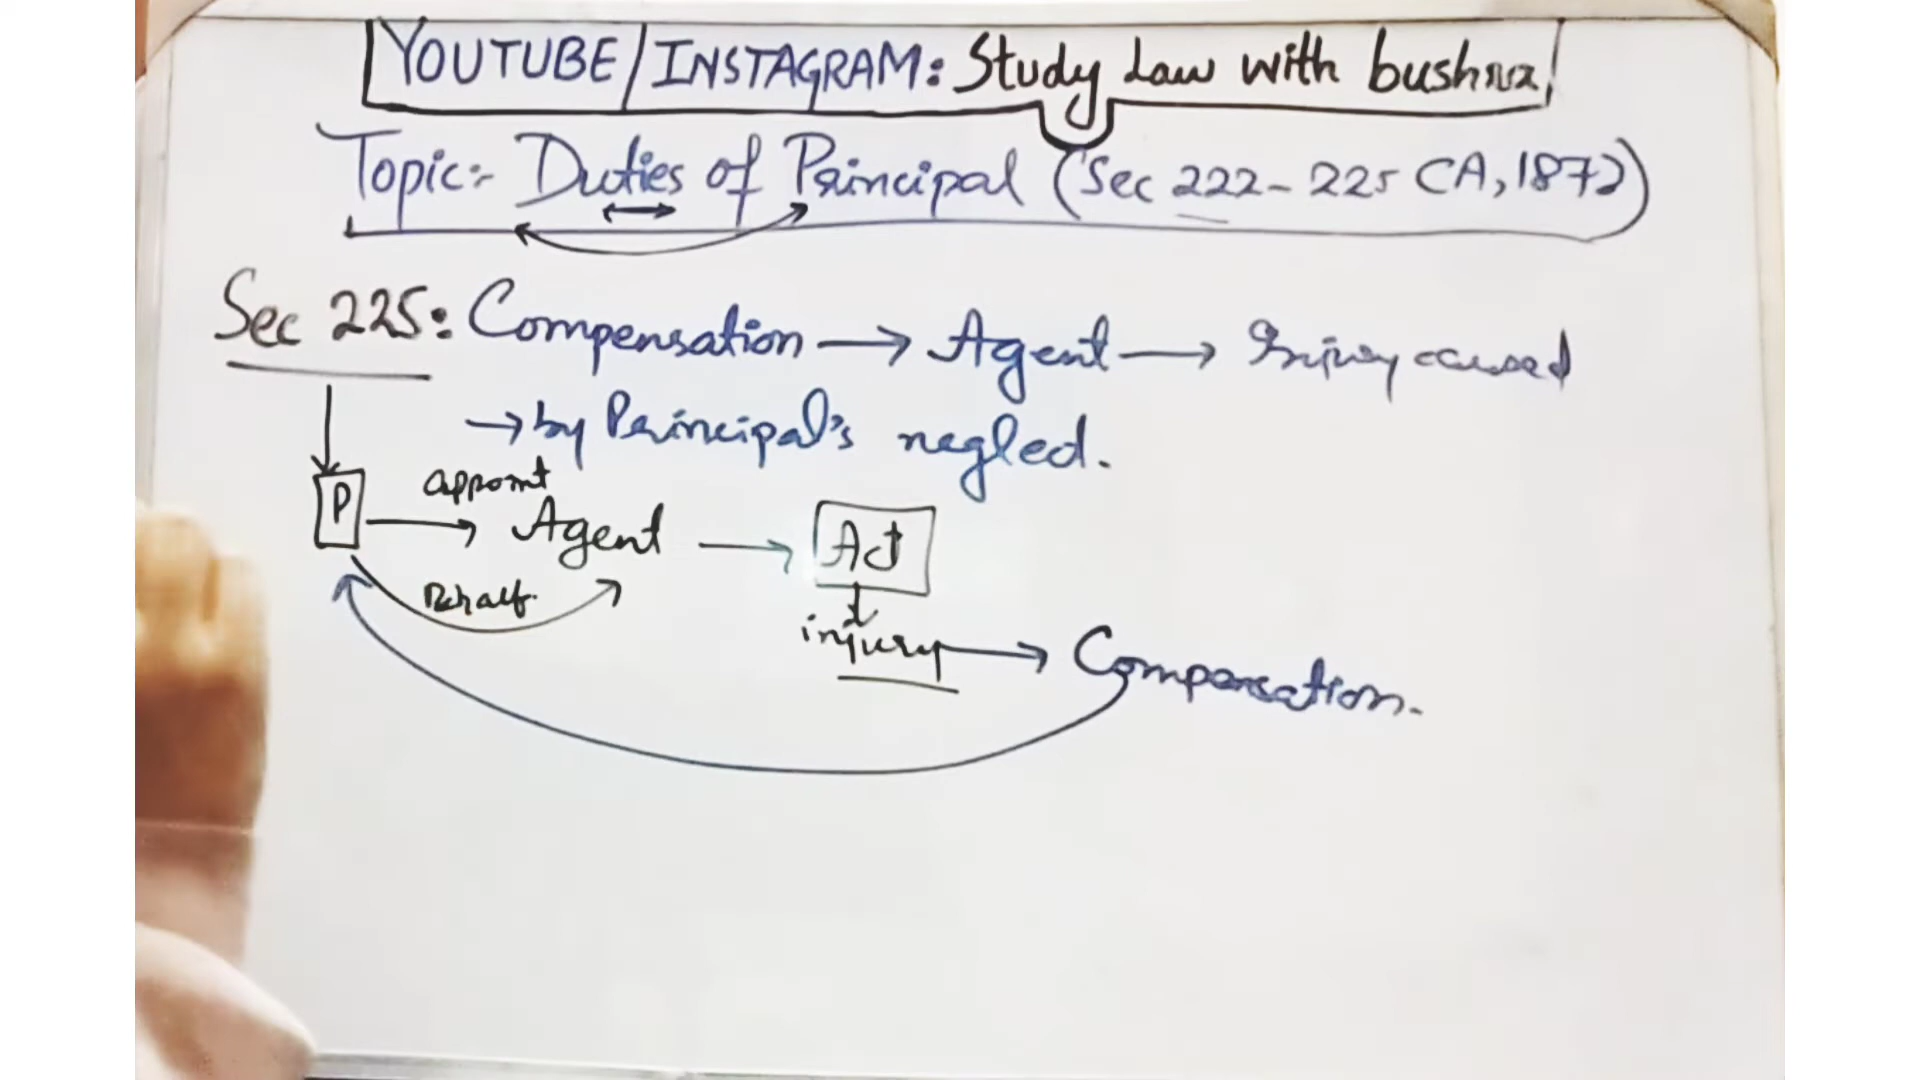 YOUTUBE/INSTAGRAM: Study Law with bushra
Topic:- Duties of Principal (Sec 222-225 CA, 1872)
Sec 225: Compensation → Agent → Injury caused
→ by Principal's neglect.
P → appoint Agent → Act
Behalf
injury → Compensation.